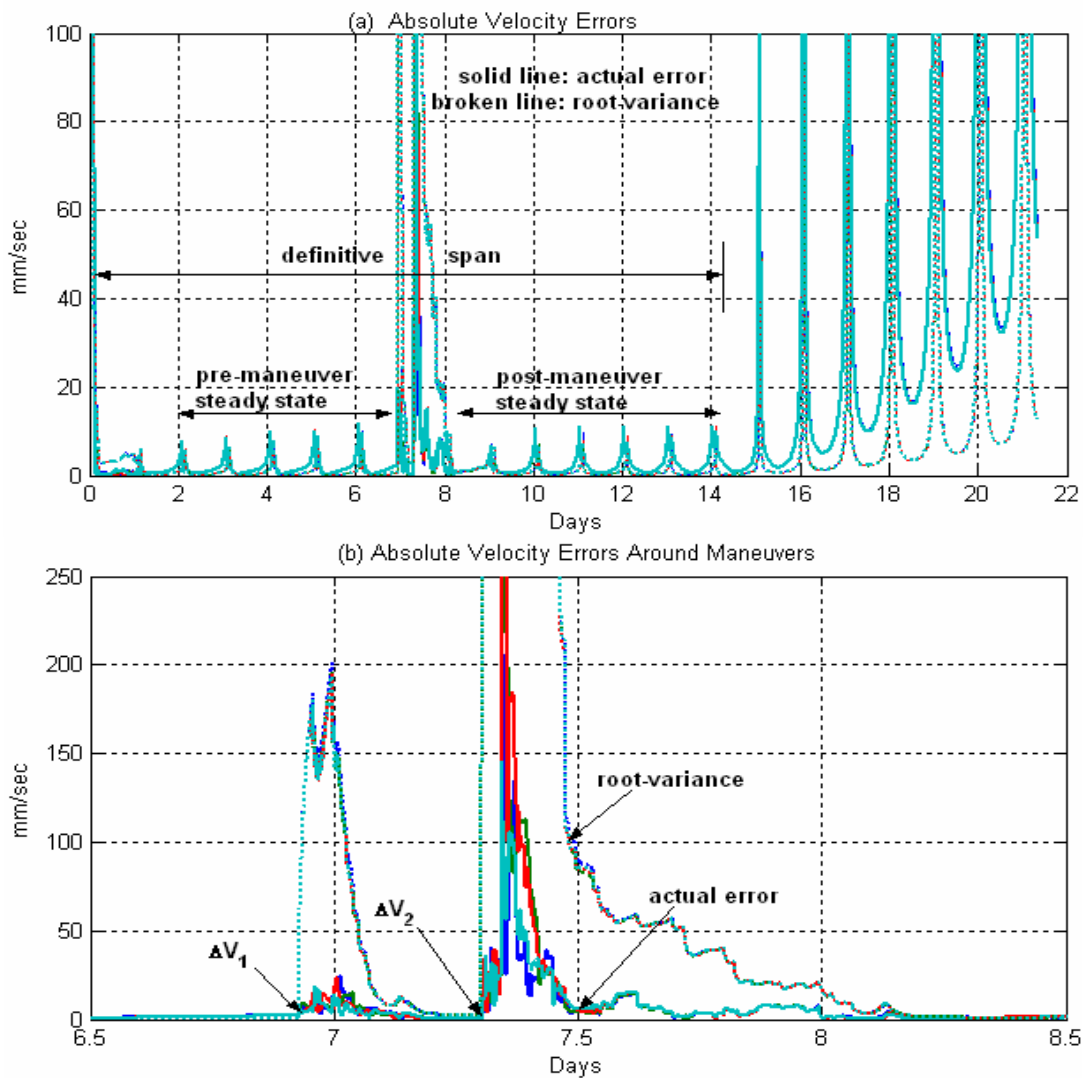 (a) Absolute Velocity Errors
100
80
60
40
20
0
mm/sec
solid line: actual error
broken line: root-variance
definitive span
pre-maneuver
steady state
post-maneuver
steady state
0 2 4 6 8 10 12 14 16 18 20 22
Days
(b) Absolute Velocity Errors Around Maneuvers
250
200
150
100
50
0
mm/sec
root-variance
actual error
ΔV1
ΔV2
6.5 7 7.5 8 8.5
Days